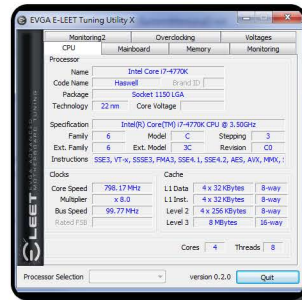 EVGA E-LEET Tuning Utility X
Monitoring2 Overclocking Voltages
CPU Mainboard Memory Monitoring
Processor
Name Intel Core i7-4770K
Code Name Haswell Brand ID
Package Socket 1150 LGA
Technology 22 nm Core Voltage
Specification Intel(R) Core(TM) i7-4770K CPU @ 3.50GHz
Family 6 Model C Stepping 3
Ext. Family 6 Ext. Model 3C Revision C0
Instructions SSE3, VT-x, SSSE3, FMA3, SSE4.1, SSE4.2, AES, AVX, MMX,
Clocks Cache
Core Speed 798.17 MHz L1 Data 4 x 32 KBytes 8-way
Multiplier x 8.0 L1 Inst. 4 x 32 KBytes 8-way
Bus Speed 99.77 MHz Level 2 4 x 256 KBytes 8-way
Rated FSB Level 3 8 MBytes 16-way
Cores 4 Threads 8
Processor Selection version 0.2.0 Quit
E-LEET
EVGA ADVANCED
MOTHERBOARD TUNING